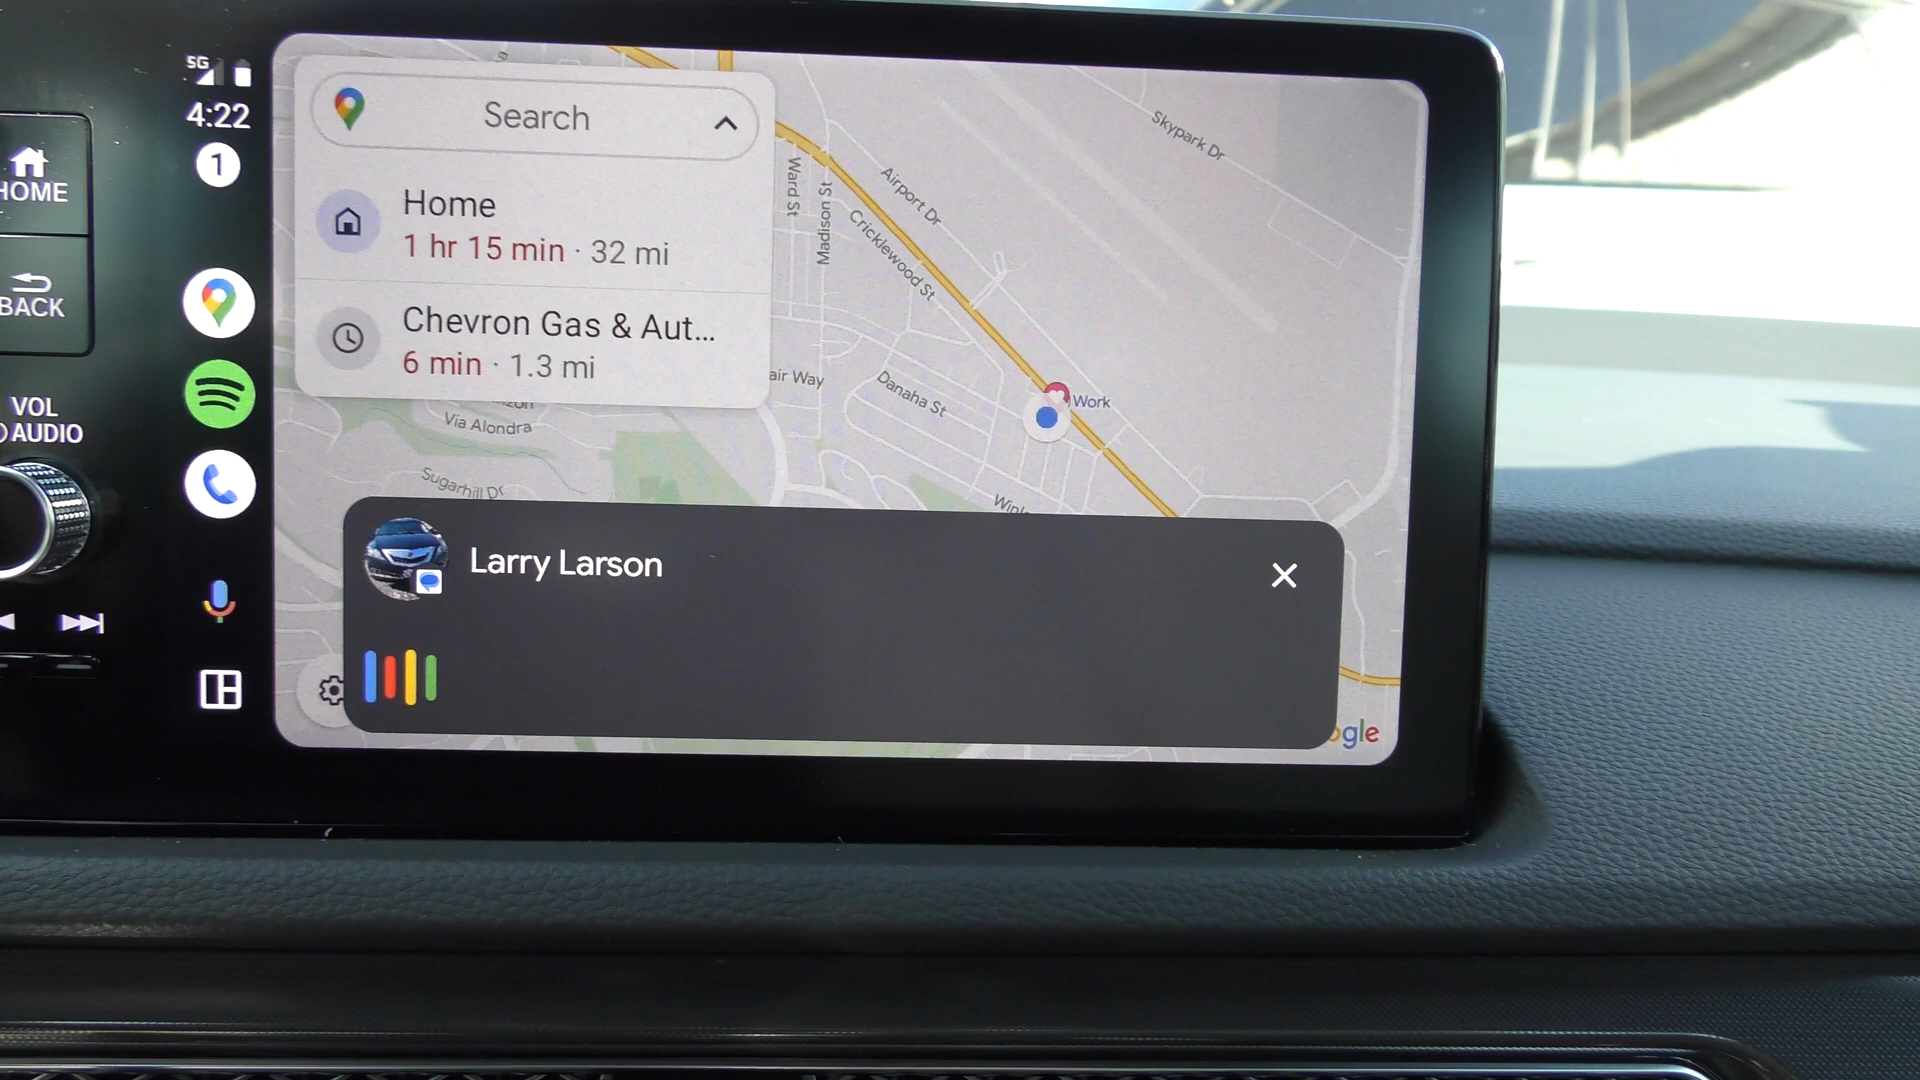 5G
4:22
1
HOME
BACK
VOL
AUDIO
Search
Home
1 hr 15 min · 32 mi
Chevron Gas & Aut...
6 min · 1.3 mi
Skypark Dr
Airport Dr
Ward St
Madison St
Cricklewood St
air Way
Danaha St
Work
Via Alondra
Sugarhill Dr
Larry Larson
ogle